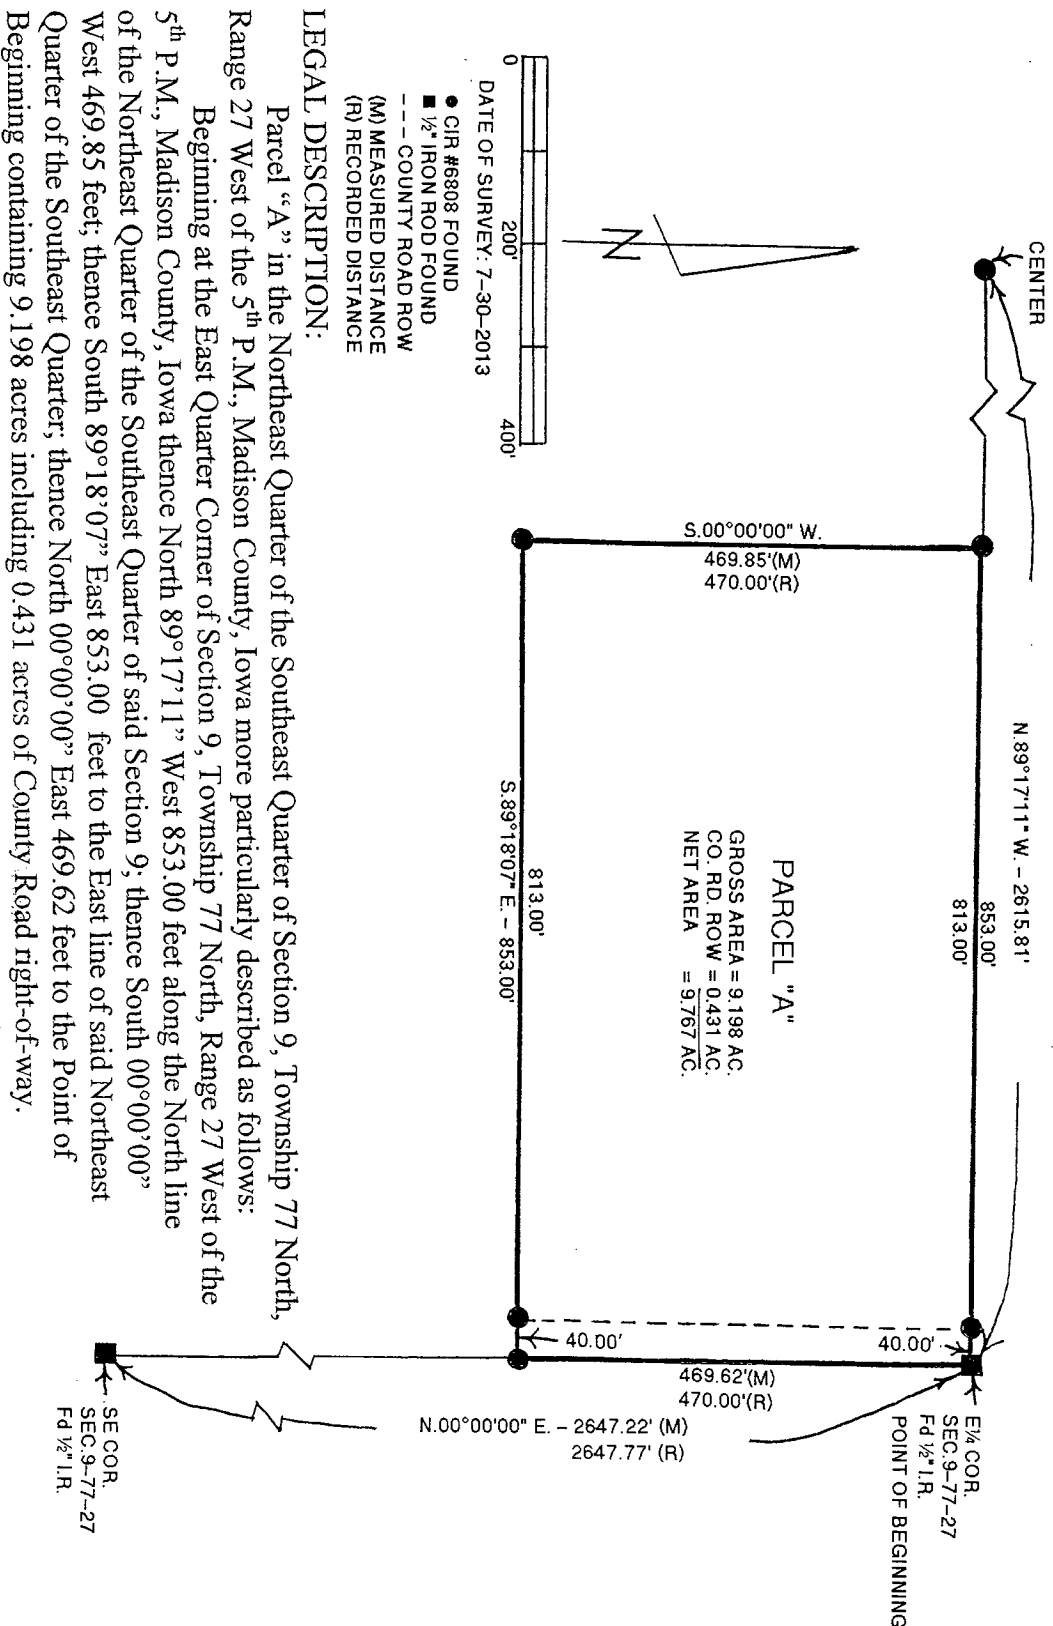 CENTER
N.89°17'11" W. – 2615.81'
853.00'
813.00'
E¼ COR.
SEC.9–77–27
Fd ½" I.R.
POINT OF BEGINNING
S.00°00'00" W.
469.85'(M)
470.00'(R)
PARCEL "A"
GROSS AREA = 9.198 AC.
CO. RD. ROW = 0.431 AC.
NET AREA = 9.767 AC.
40.00'
40.00'
469.62'(M)
470.00'(R)
813.00'
S.89°18'07" E. – 853.00'
N.00°00'00" E. – 2647.22' (M)
2647.77' (R)
SE COR.
SEC.9–77–27
Fd ½" I.R.
N
0 200' 400'
DATE OF SURVEY: 7-30–2013
● CIR #6808 FOUND
■ ½" IRON ROD FOUND
– – – COUNTY ROAD ROW
(M) MEASURED DISTANCE
(R) RECORDED DISTANCE
LEGAL DESCRIPTION:
Parcel “A” in the Northeast Quarter of the Southeast Quarter of Section 9, Township 77 North,
Range 27 West of the 5th P.M., Madison County, Iowa more particularly described as follows:
Beginning at the East Quarter Corner of Section 9, Township 77 North, Range 27 West of the
5th P.M., Madison County, Iowa thence North 89°17’11” West 853.00 feet along the North line
of the Northeast Quarter of the Southeast Quarter of said Section 9; thence South 00°00’00”
West 469.85 feet; thence South 89°18’07” East 853.00 feet to the East line of said Northeast
Quarter of the Southeast Quarter; thence North 00°00’00” East 469.62 feet to the Point of
Beginning containing 9.198 acres including 0.431 acres of County Road right-of-way.